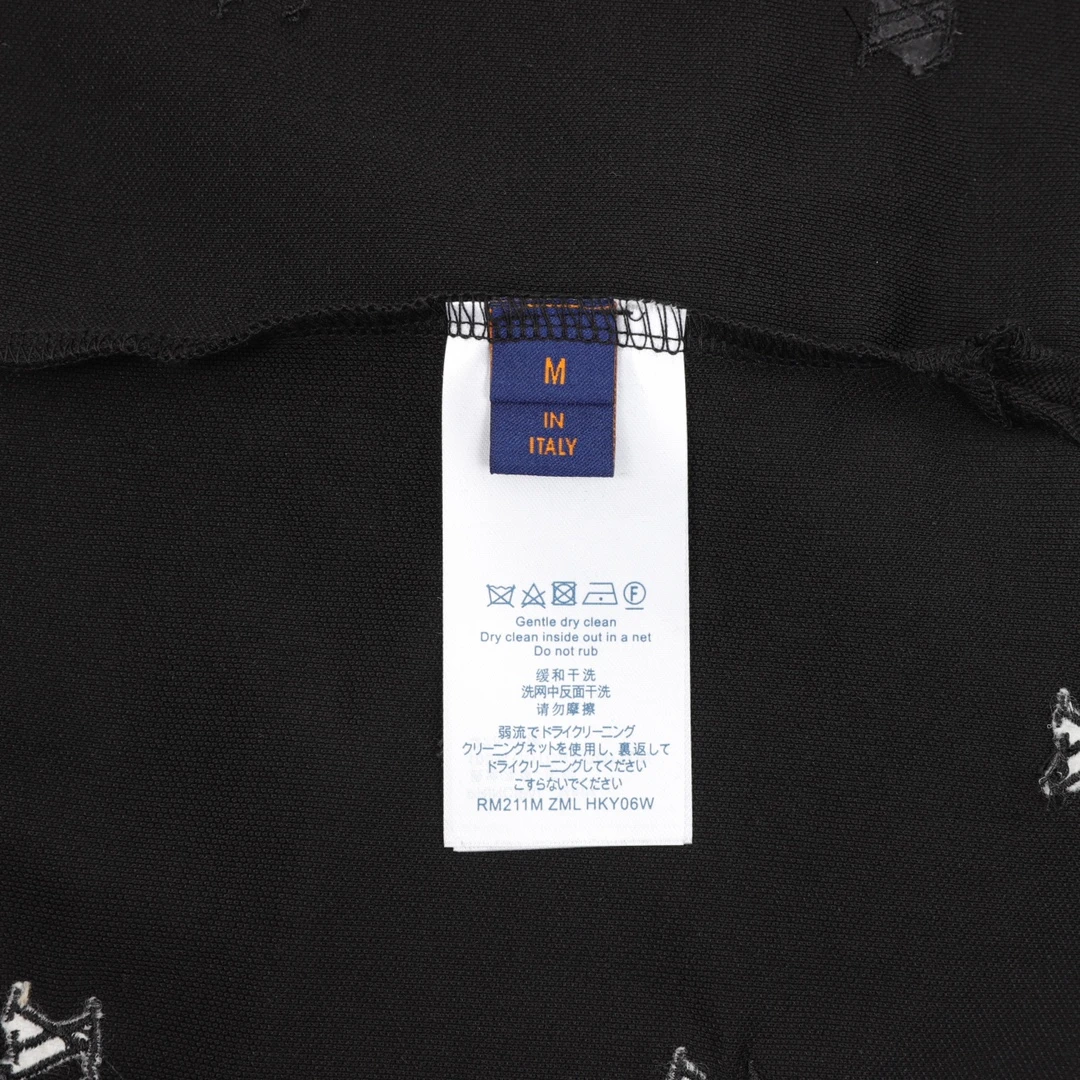 M
IN
ITALY
Gentle dry clean
Dry clean inside out in a net
Do not rub
缓和干洗
洗网中反面干洗
请勿摩擦
弱流でドライクリーニング
クリーニングネットを使用し、裏返して
ドライクリーニングしてください
こすらないでください
RM211M ZML HKY06W